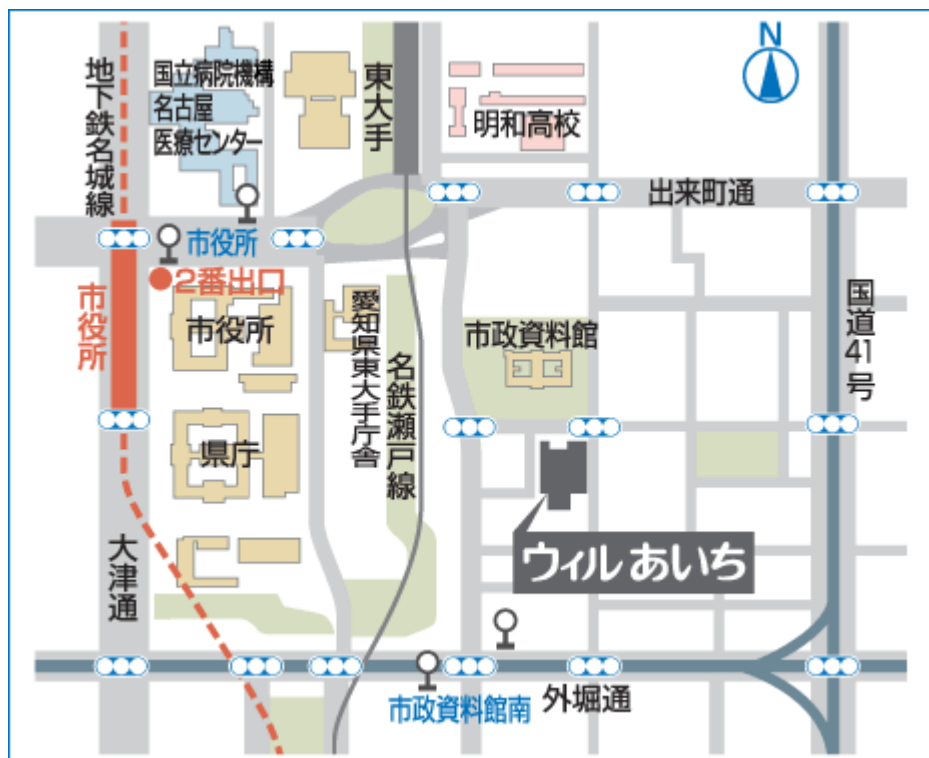 N
地下鉄名城線
国立病院機構
名古屋
医療センター
東大手
明和高校
出来町通
市役所
2番出口
市役所
市役所
愛知県東大手庁舎
名鉄瀬戸線
市政資料館
国道41号
県庁
大津通
ウィルあいち
市政資料館南
外堀通